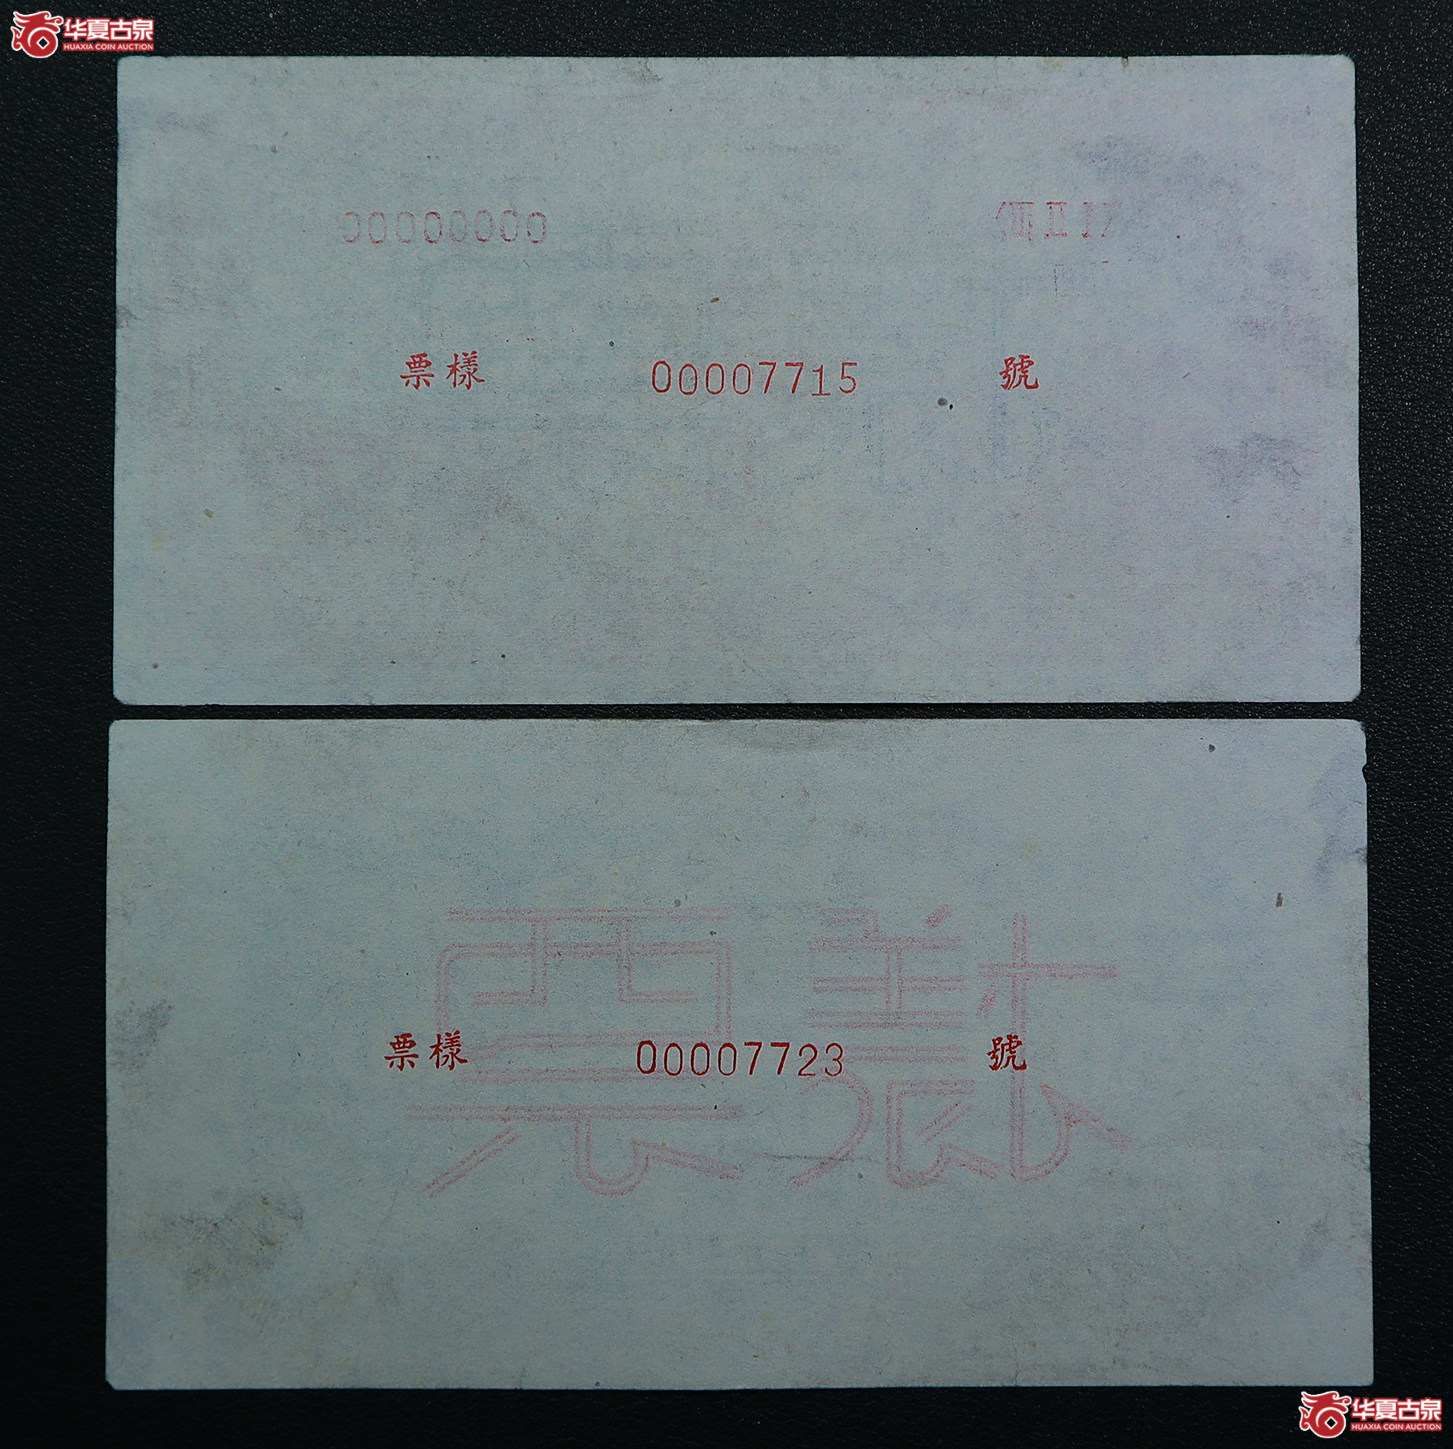 华夏古泉
HUAXIA COIN AUCTION
00000000
票樣 00007715 號
票樣
票樣 00007723 號
华夏古泉
HUAXIA COIN AUCTION